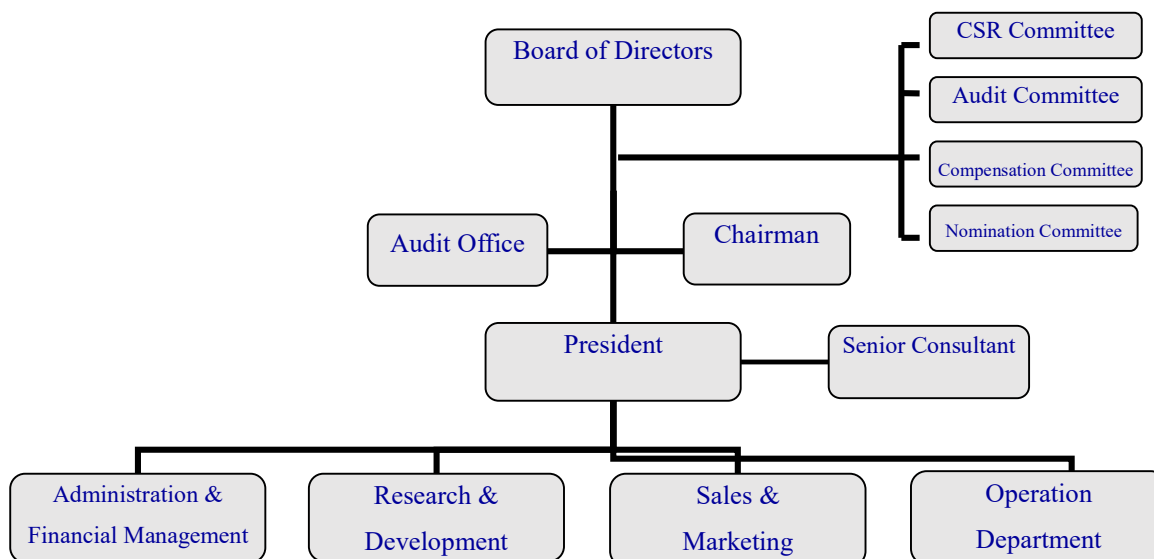 Board of Directors
CSR Committee
Audit Committee
Compensation Committee
Nomination Committee
Audit Office
Chairman
President
Senior Consultant
Administration &
Financial Management
Research &
Development
Sales &
Marketing
Operation
Department